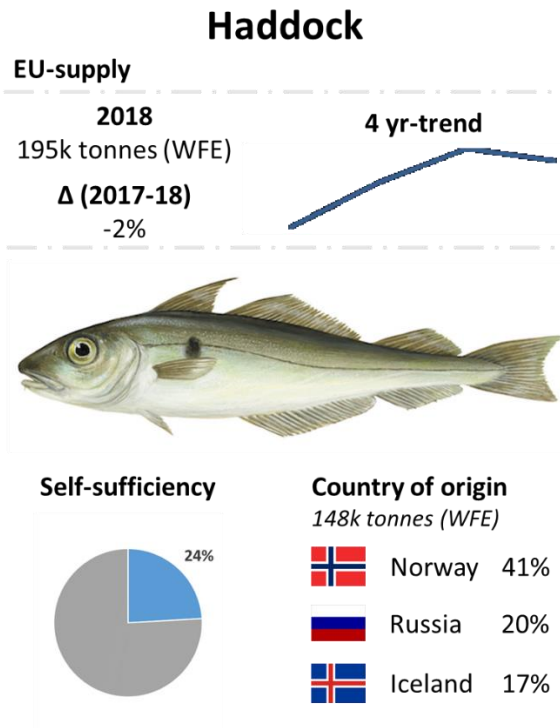 Haddock
EU-supply
2018
195k tonnes (WFE)
Δ (2017-18)
-2%
4 yr-trend
Self-sufficiency
24%
Country of origin
148k tonnes (WFE)
Norway 41%
Russia 20%
Iceland 17%